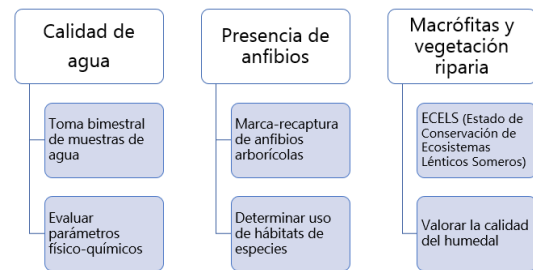 Calidad de
agua
Toma bimestral
de muestras de
agua
Evaluar
parámetros
físico-químicos
Presencia de
anfibios
Marca-recaptura
de anfibios
arborícolas
Determinar uso
de hábitats de
especies
Macrófitas y
vegetación
riparia
ECELS (Estado de
Conservación de
Ecosistemas
Lénticos Someros)
Valorar la calidad
del humedal